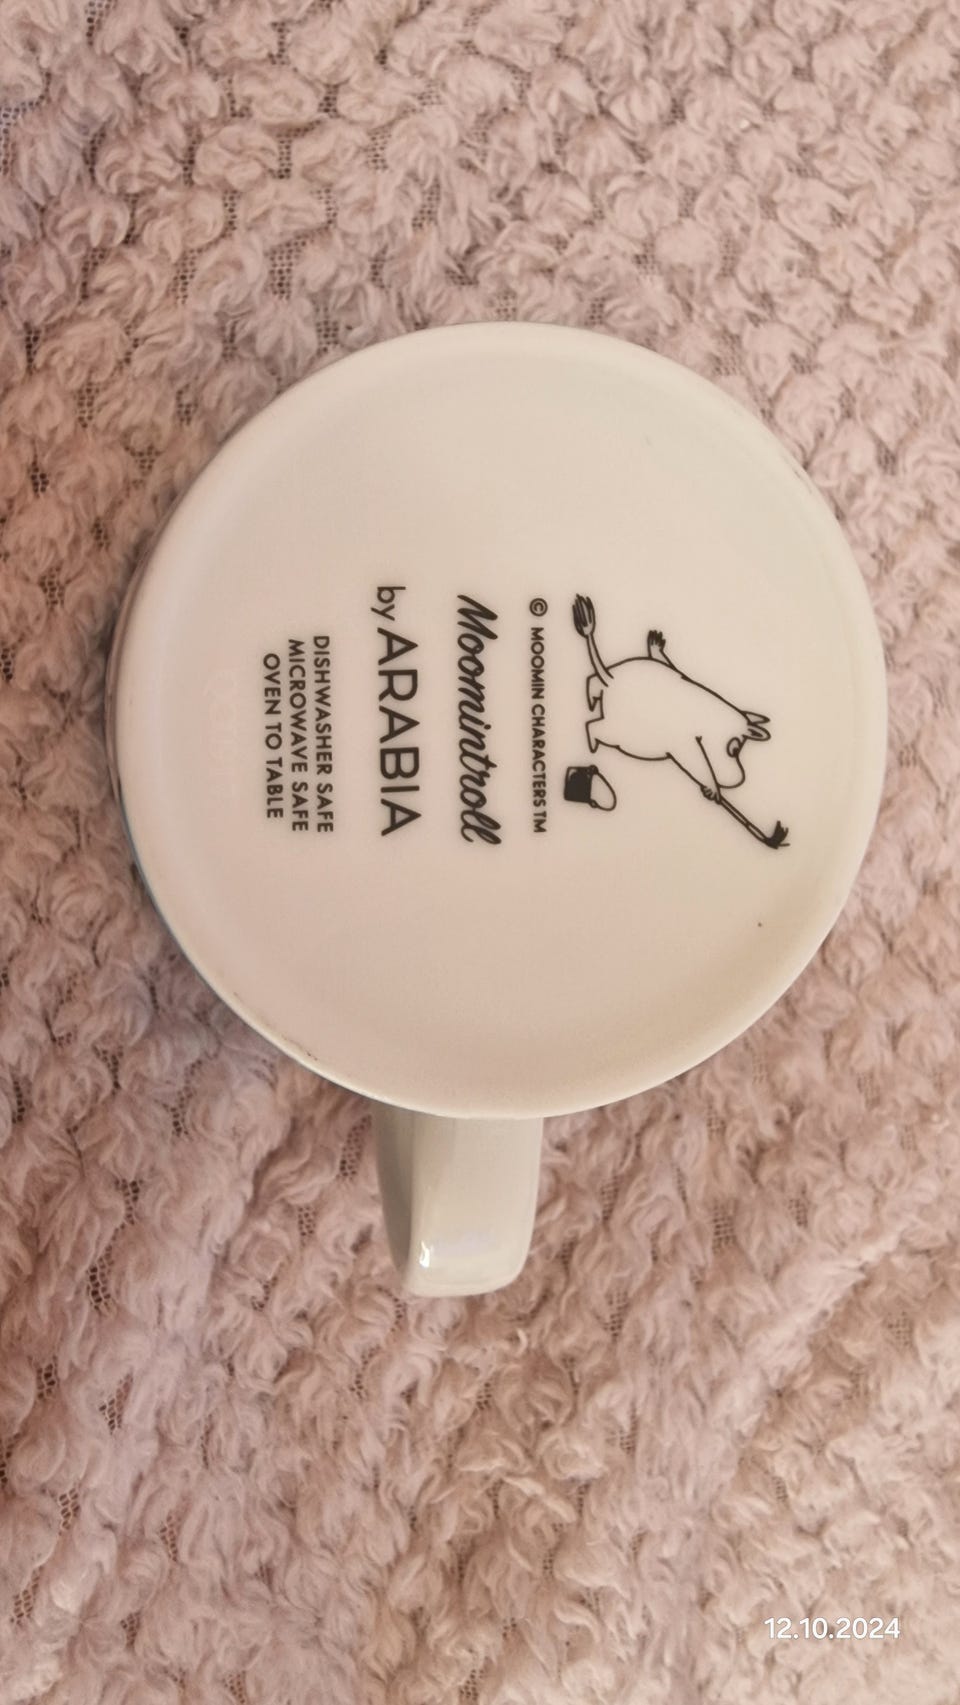 © MOOMIN CHARACTERS TM
Moomintroll
by ARABIA
DISHWASHER SAFE
MICROWAVE SAFE
OVEN TO TABLE
12.10.2024